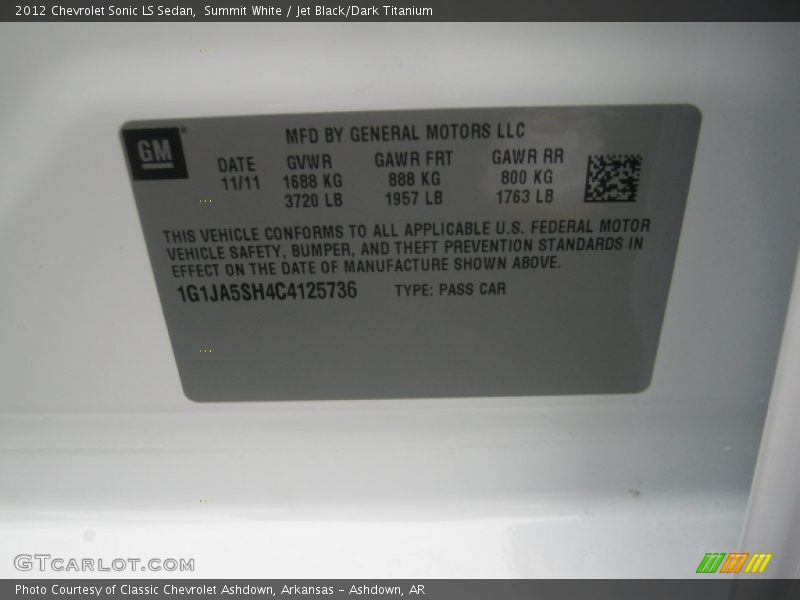 2012 Chevrolet Sonic LS Sedan,  Summit White / Jet Black/Dark Titanium
GM
MFD BY GENERAL MOTORS LLC
DATE GVWR GAWR FRT GAWR RR
11/11 1688 KG 888 KG 800 KG
3720 LB 1957 LB 1763 LB
THIS VEHICLE CONFORMS TO ALL APPLICABLE U.S. FEDERAL MOTOR
VEHICLE SAFETY, BUMPER, AND THEFT PREVENTION STANDARDS IN
EFFECT ON THE DATE OF MANUFACTURE SHOWN ABOVE.
1G1JA5SH4C4125736 TYPE: PASS CAR
GTCARLOT.COM
Photo Courtesy of Classic Chevrolet Ashdown, Arkansas - Ashdown, AR